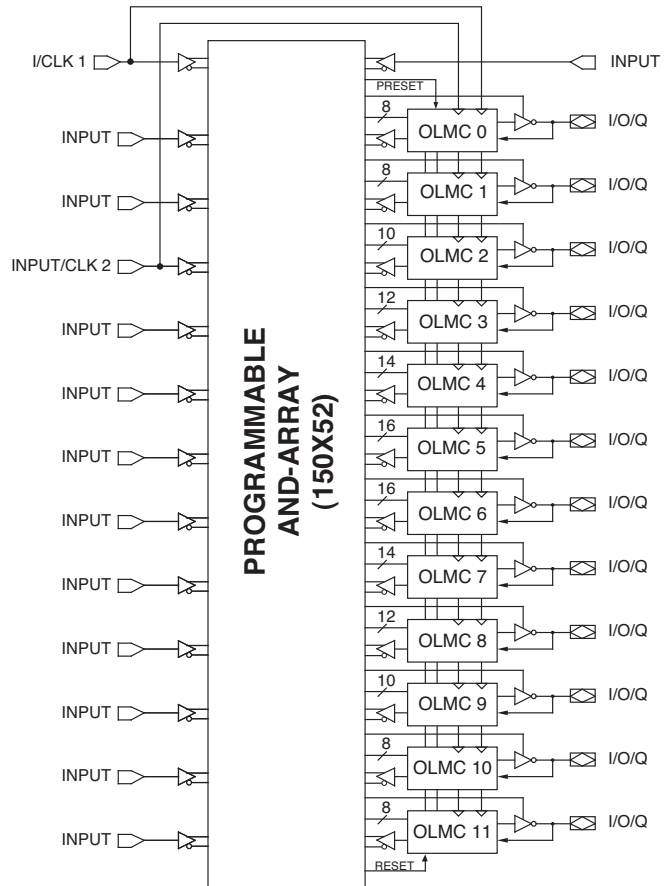 I/CLK 1
INPUT
PRESET
8
OLMC 0
I/O/Q
INPUT
8
OLMC 1
I/O/Q
INPUT
10
OLMC 2
I/O/Q
INPUT/CLK 2
12
OLMC 3
I/O/Q
INPUT
14
OLMC 4
I/O/Q
INPUT
PROGRAMMABLE
AND-ARRAY
(150X52)
16
OLMC 5
I/O/Q
INPUT
16
OLMC 6
I/O/Q
INPUT
14
OLMC 7
I/O/Q
INPUT
12
OLMC 8
I/O/Q
INPUT
10
OLMC 9
I/O/Q
INPUT
8
OLMC 10
I/O/Q
INPUT
8
OLMC 11
I/O/Q
INPUT
RESET